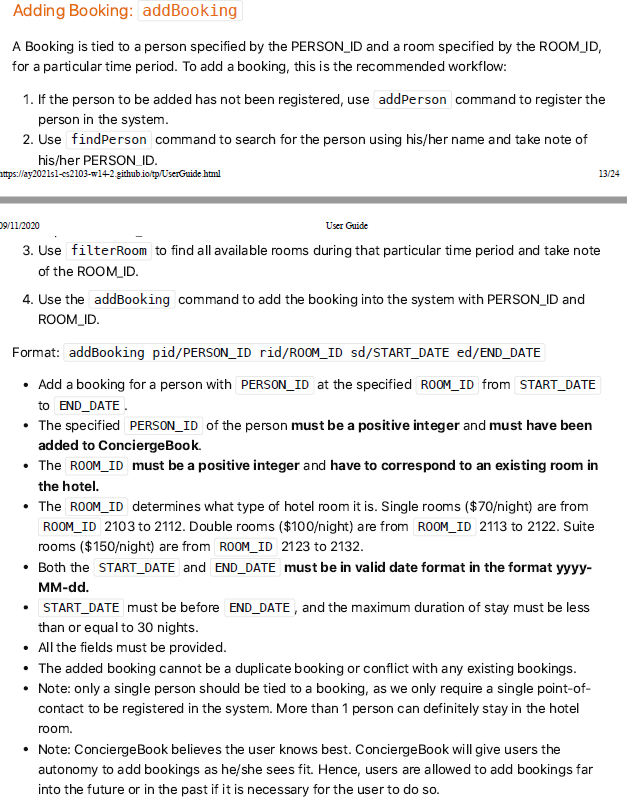 Adding Booking: addBooking
A Booking is tied to a person specified by the PERSON_ID and a room specified by the ROOM_ID,
for a particular time period. To add a booking, this is the recommended workflow:
1. If the person to be added has not been registered, use addPerson command to register the
person in the system.
2. Use findPerson command to search for the person using his/her name and take note of
his/her PERSON_ID.
https://ay2021s1-cs2103-w14-2.github.io/tp/UserGuide.html 13/24
09/11/2020 User Guide
3. Use filterRoom to find all available rooms during that particular time period and take note
of the ROOM_ID.
4. Use the addBooking command to add the booking into the system with PERSON_ID and
ROOM_ID.
Format: addBooking pid/PERSON_ID rid/ROOM_ID sd/START_DATE ed/END_DATE
• Add a booking for a person with PERSON_ID at the specified ROOM_ID from START_DATE
to END_DATE .
• The specified PERSON_ID of the person must be a positive integer and must have been
added to ConciergeBook.
• The ROOM_ID must be a positive integer and have to correspond to an existing room in
the hotel.
• The ROOM_ID determines what type of hotel room it is. Single rooms ($70/night) are from
ROOM_ID 2103 to 2112. Double rooms ($100/night) are from ROOM_ID 2113 to 2122. Suite
rooms ($150/night) are from ROOM_ID 2123 to 2132.
• Both the START_DATE and END_DATE must be in valid date format in the format yyyy-
MM-dd.
• START_DATE must be before END_DATE , and the maximum duration of stay must be less
than or equal to 30 nights.
• All the fields must be provided.
• The added booking cannot be a duplicate booking or conflict with any existing bookings.
• Note: only a single person should be tied to a booking, as we only require a single point-of-
contact to be registered in the system. More than 1 person can definitely stay in the hotel
room.
• Note: ConciergeBook believes the user knows best. ConciergeBook will give users the
autonomy to add bookings as he/she sees fit. Hence, users are allowed to add bookings far
into the future or in the past if it is necessary for the user to do so.